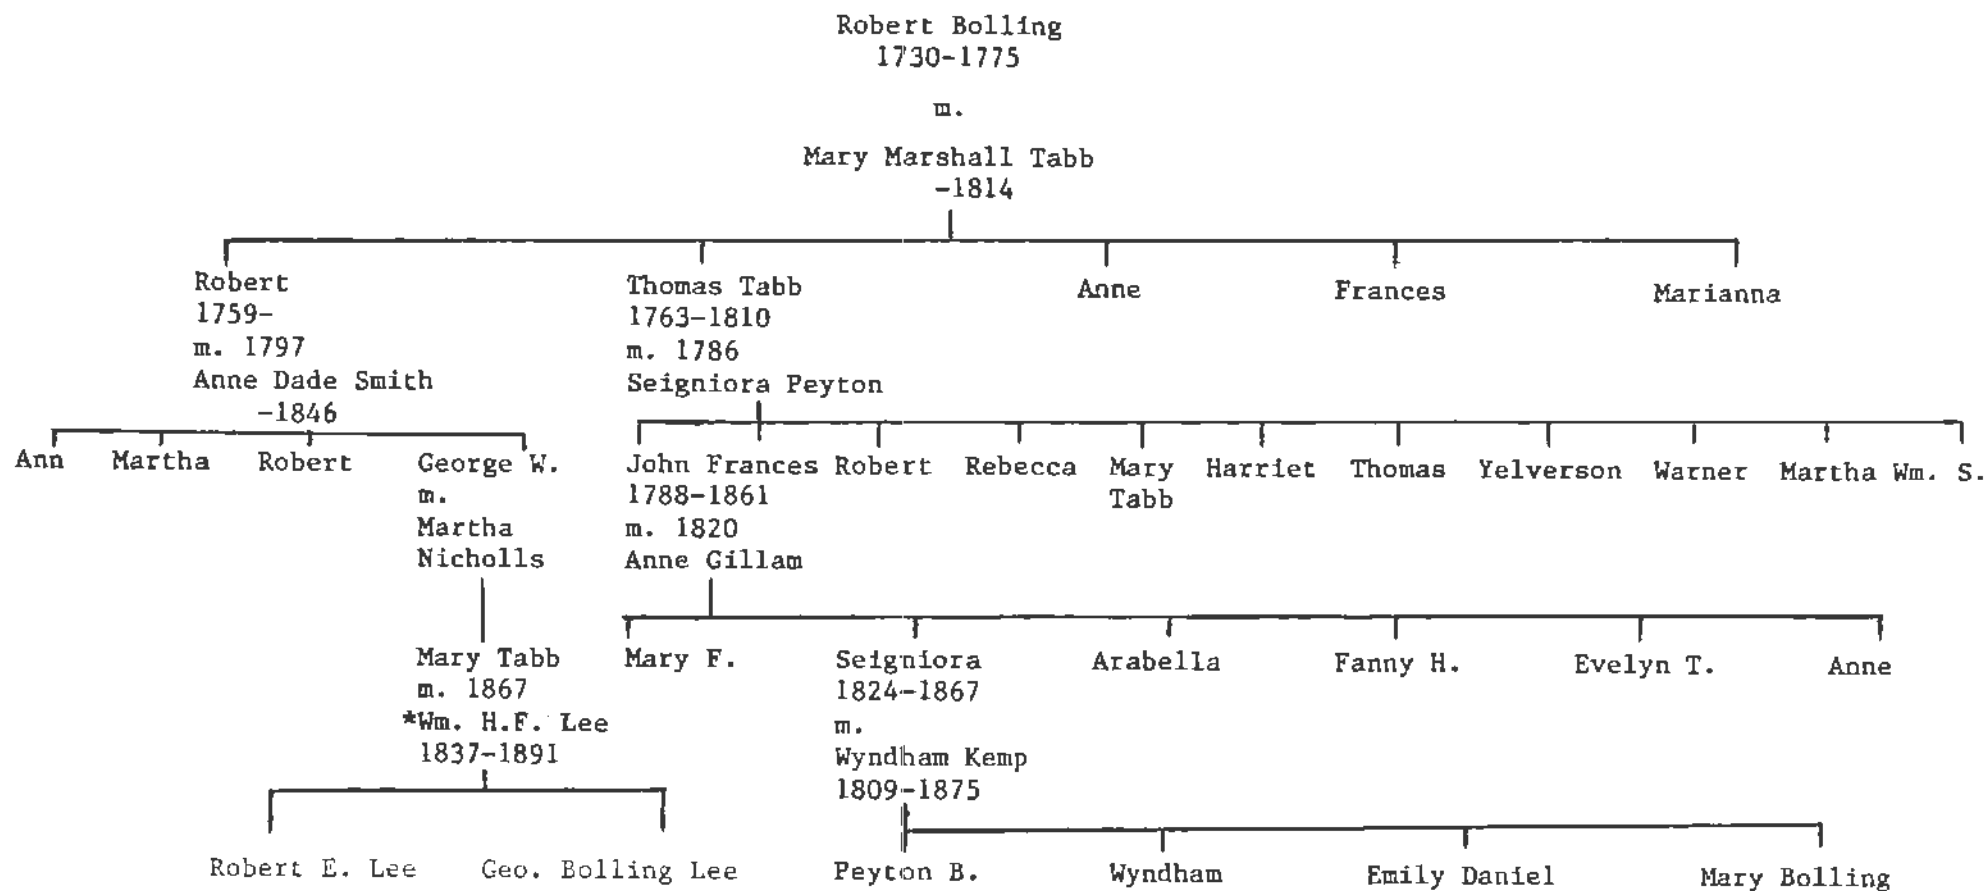 Robert Bolling
1730-1775
m.
Mary Marshall Tabb
-1814
Robert
1759-
m. 1797
Anne Dade Smith
-1846
Thomas Tabb
1763-1810
m. 1786
Seigniora Peyton
Anne
Frances
Marianna
Ann
Martha
Robert
George W.
m.
Martha
Nicholls
John
1788-1861
m. 1820
Anne Gillam
Frances
Robert
Rebecca
Mary
Tabb
Harriet
Thomas
Yelverson
Warner
Martha
Wm. S.
Mary Tabb
m. 1867
*Wm. H.F. Lee
1837-1891
Mary F.
Seigniora
1824-1867
m.
Wyndham Kemp
1809-1875
Arabella
Fanny H.
Evelyn T.
Anne
Robert E. Lee
Geo. Bolling Lee
Peyton B.
Wyndham
Emily Daniel
Mary Bolling